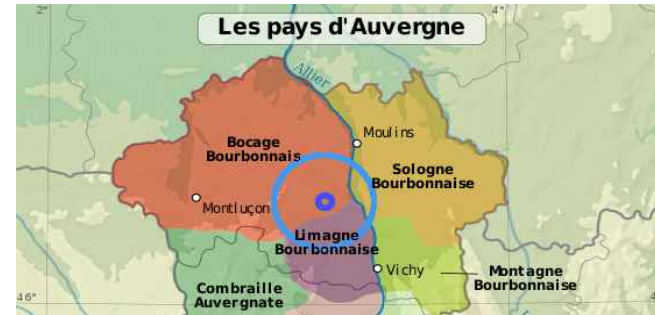 2°
4°
Les pays d'Auvergne
Allier
Moulins
Bocage
Bourbonnais
Sologne
Bourbonnaise
Montluçon
Limagne
Bourbonnaise
Vichy
Montagne
Bourbonnaise
Combraille
Auvergnate
46°
4